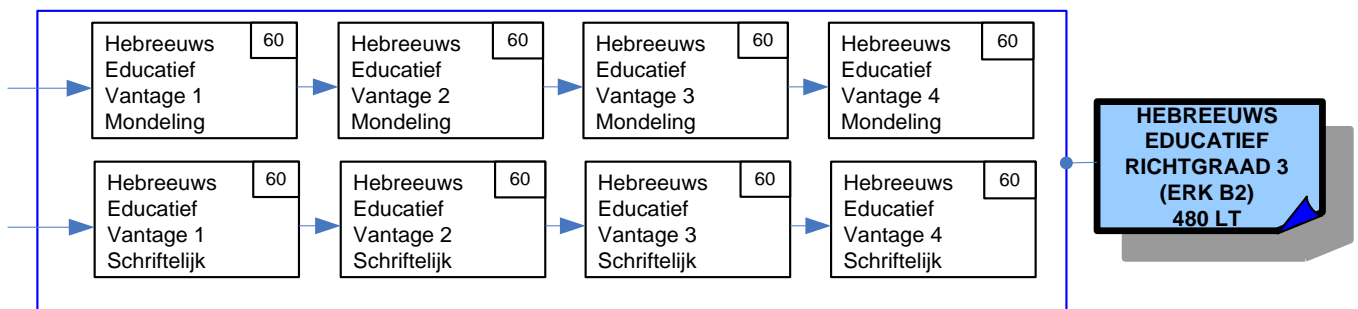 Hebreeuws
Educatief
Vantage 1
Mondeling
60
Hebreeuws
Educatief
Vantage 2
Mondeling
60
Hebreeuws
Educatief
Vantage 3
Mondeling
60
Hebreeuws
Educatief
Vantage 4
Mondeling
60
Hebreeuws
Educatief
Vantage 1
Schriftelijk
60
Hebreeuws
Educatief
Vantage 2
Schriftelijk
60
Hebreeuws
Educatief
Vantage 3
Schriftelijk
60
Hebreeuws
Educatief
Vantage 4
Schriftelijk
60
HEBREEUWS
EDUCATIEF
RICHTGRAAD 3
(ERK B2)
480 LT